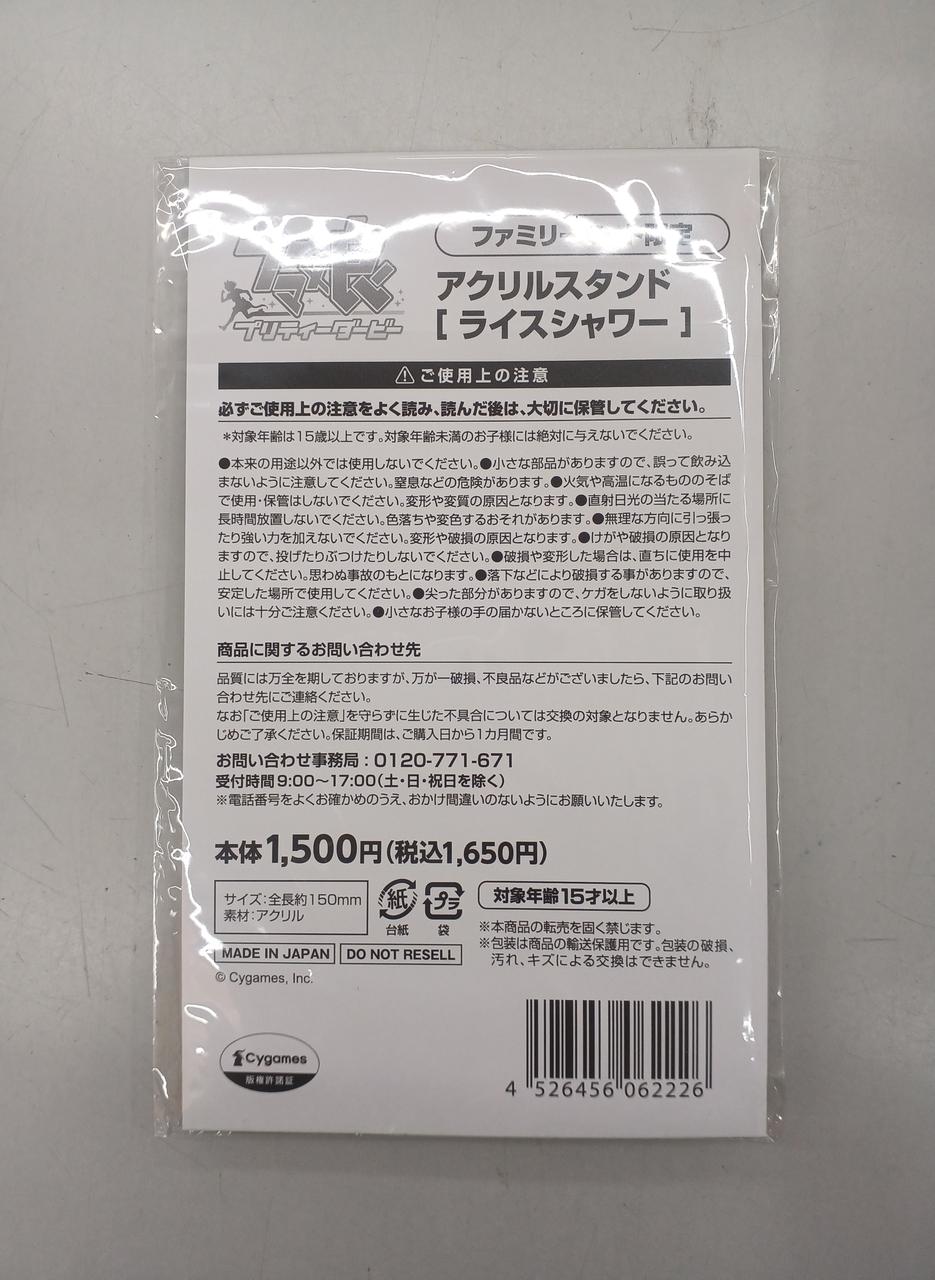 プリティーダービー
ファミリー 限定
アクリルスタンド
[ ライスシャワー ]
⚠ ご使用上の注意
必ずご使用上の注意をよく読み、読んだ後は、大切に保管してください。
＊対象年齢は15歳以上です。対象年齢未満のお子様には絶対に与えないでください。
●本来の用途以外では使用しないでください。●小さな部品がありますので、誤って飲み込
まないように注意してください。窒息などの危険があります。●火気や高温になるもののそば
で使用・保管はしないでください。変形や変質の原因となります。●直射日光の当たる場所に
長時間放置しないでください。色落ちや変色するおそれがあります。●無理な方向に引っ張っ
たり強い力を加えないでください。変形や破損の原因となります。●けがや破損の原因となり
ますので、投げたりぶつけたりしないでください。●破損や変形した場合は、直ちに使用を中
止してください。思わぬ事故のもとになります。●落下などにより破損する事がありますので、
安定した場所で使用してください。●尖った部分がありますので、ケガをしないように取り扱
いには十分ご注意ください。●小さなお子様の手の届かないところに保管してください。
商品に関するお問い合わせ先
品質には万全を期しておりますが、万が一破損、不良品などがございましたら、下記のお問い
合わせ先にご連絡ください。
なお「ご使用上の注意」を守らずに生じた不具合については交換の対象となりません。あらか
じめご了承ください。保証期間は、ご購入日から1カ月間です。
お問い合わせ事務局：0120-771-671
受付時間 9:00～17:00（土・日・祝日を除く）
※電話番号をよくお確かめのうえ、おかけ間違いのないようにお願いいたします。
本体1,500円（税込1,650円）
サイズ：全長約150mm
素材：アクリル
紙
台紙
プラ
袋
対象年齢15才以上
※本商品の転売を固く禁じます。
※包装は商品の輸送保護用です。包装の破損、
汚れ、キズによる交換はできません。
MADE IN JAPAN
DO NOT RESELL
© Cygames, Inc.
Cygames
版権許諾証
4 526456 062226